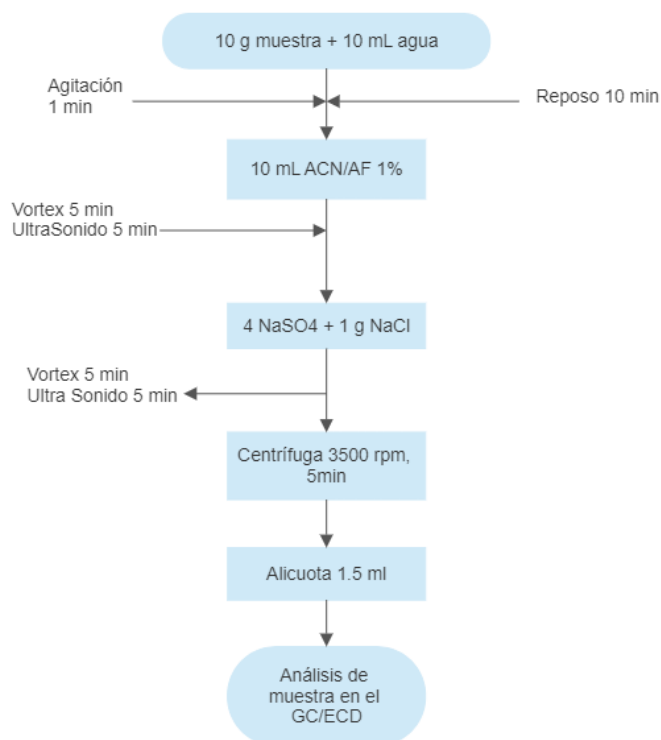 10 g muestra + 10 mL agua
Agitación
1 min
Reposo 10 min
10 mL ACN/AF 1%
Vortex 5 min
UltraSonido 5 min
4 NaSO4 + 1 g NaCl
Vortex 5 min
Ultra Sonido 5 min
Centrífuga 3500 rpm,
5min
Alicuota 1.5 ml
Análisis de
muestra en el
GC/ECD